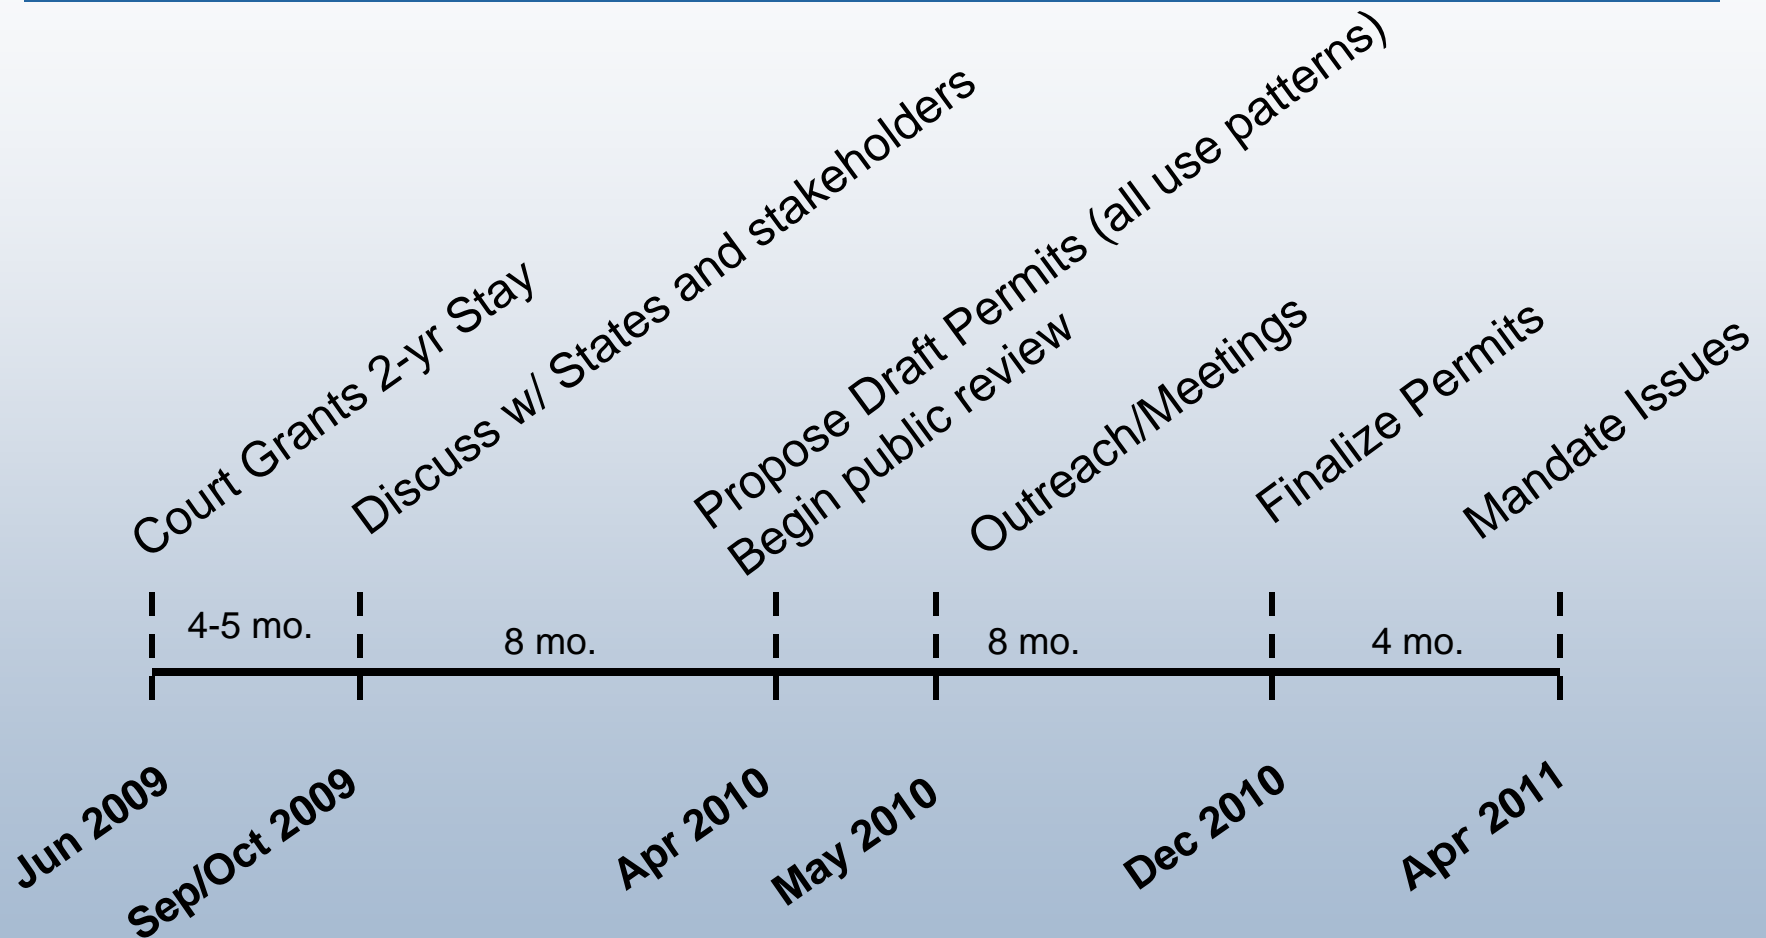 Court Grants 2-yr Stay
Discuss w/ States and stakeholders
Propose Draft Permits (all use patterns)
Begin public review
Outreach/Meetings
Finalize Permits
Mandate Issues
4-5 mo.
8 mo.
8 mo.
4 mo.
Jun 2009
Sep/Oct 2009
Apr 2010
May 2010
Dec 2010
Apr 2011